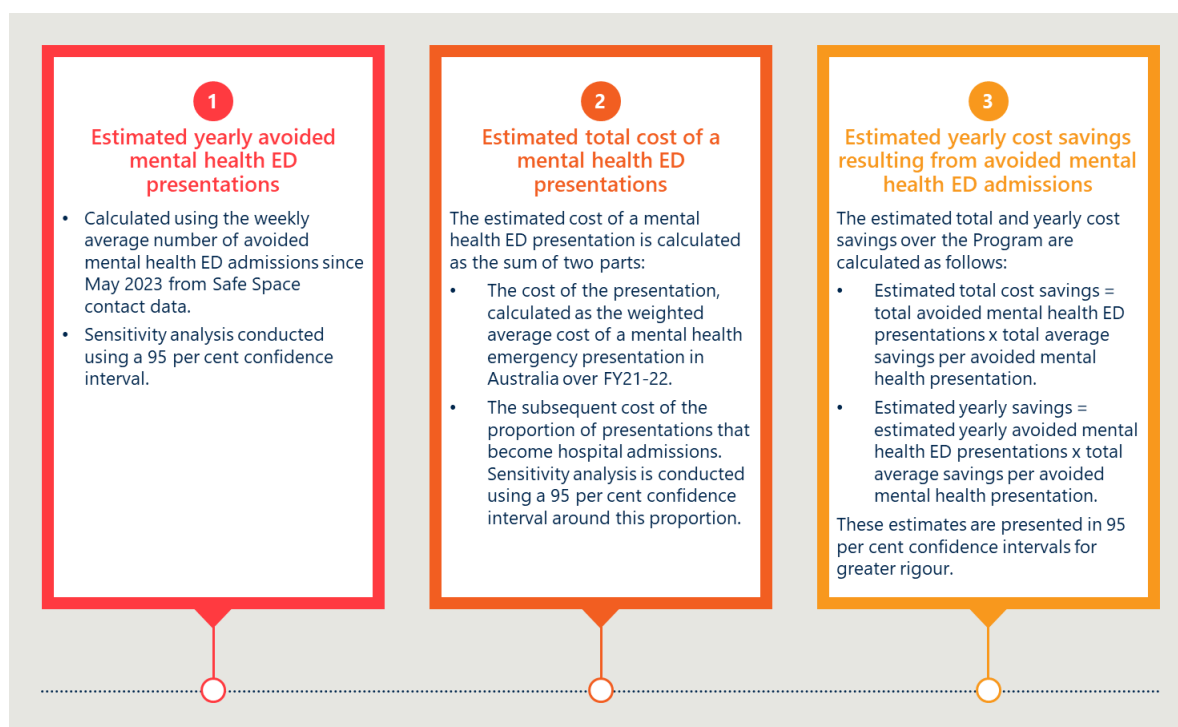 1
Estimated yearly avoided
mental health ED
presentations
• Calculated using the weekly
average number of avoided
mental health ED admissions since
May 2023 from Safe Space
contact data.
• Sensitivity analysis conducted
using a 95 per cent confidence
interval.
2
Estimated total cost of a
mental health ED
presentations
The estimated cost of a mental
health ED presentation is calculated
as the sum of two parts:
• The cost of the presentation,
calculated as the weighted
average cost of a mental health
emergency presentation in
Australia over FY21-22.
• The subsequent cost of the
proportion of presentations that
become hospital admissions.
Sensitivity analysis is conducted
using a 95 per cent confidence
interval around this proportion.
3
Estimated yearly cost savings
resulting from avoided mental
health ED admissions
The estimated total and yearly cost
savings over the Program are
calculated as follows:
• Estimated total cost savings =
total avoided mental health ED
presentations x total average
savings per avoided mental
health presentation.
• Estimated yearly savings =
estimated yearly avoided mental
health ED presentations x total
average savings per avoided
mental health presentation.
These estimates are presented in 95
per cent confidence intervals for
greater rigour.